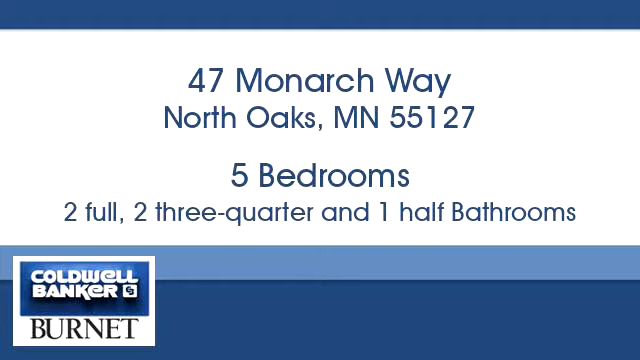 47 Monarch Way
North Oaks, MN 55127
5 Bedrooms
2 full, 2 three-quarter and 1 half Bathrooms
COLDWELL
BANKER
BURNET